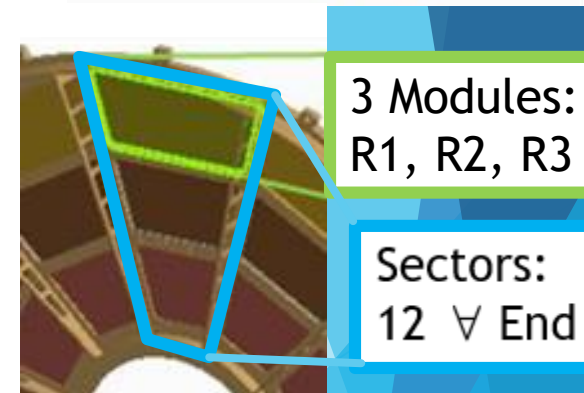 3 Modules:
R1, R2, R3
Sectors:
12 ∀ End